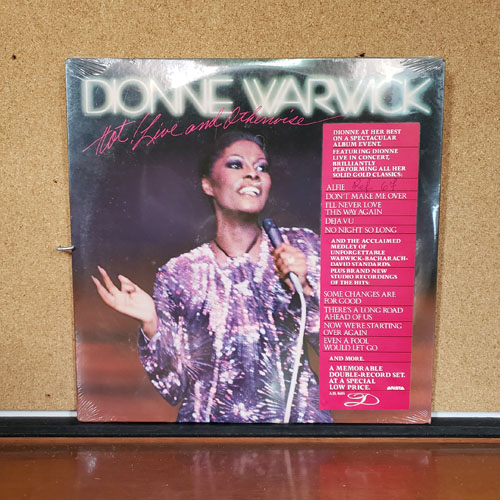 DIONNE WARWICK
Hot! Live and Otherwise
DIONNE AT HER BEST
ON A SPECTACULAR
ALBUM EVENT.
FEATURING DIONNE
LIVE IN CONCERT,
BRILLIANTLY
PERFORMING ALL HER
SOLID GOLD CLASSICS:
ALFIE
DON'T MAKE ME OVER
I'LL NEVER LOVE
THIS WAY AGAIN
DEJA VU
NO NIGHT SO LONG
AND THE ACCLAIMED
MEDLEY OF
UNFORGETTABLE
WARWICK-BACHARACH-
DAVID STANDARDS.
PLUS BRAND NEW
STUDIO RECORDINGS
OF THE HITS:
SOME CHANGES ARE
FOR GOOD
THERE'S A LONG ROAD
AHEAD OF US
NOW WE'RE STARTING
OVER AGAIN
EVEN A FOOL
WOULD LET GO
AND MORE.
A MEMORABLE
DOUBLE-RECORD SET.
AT A SPECIAL
LOW PRICE.
ARISTA